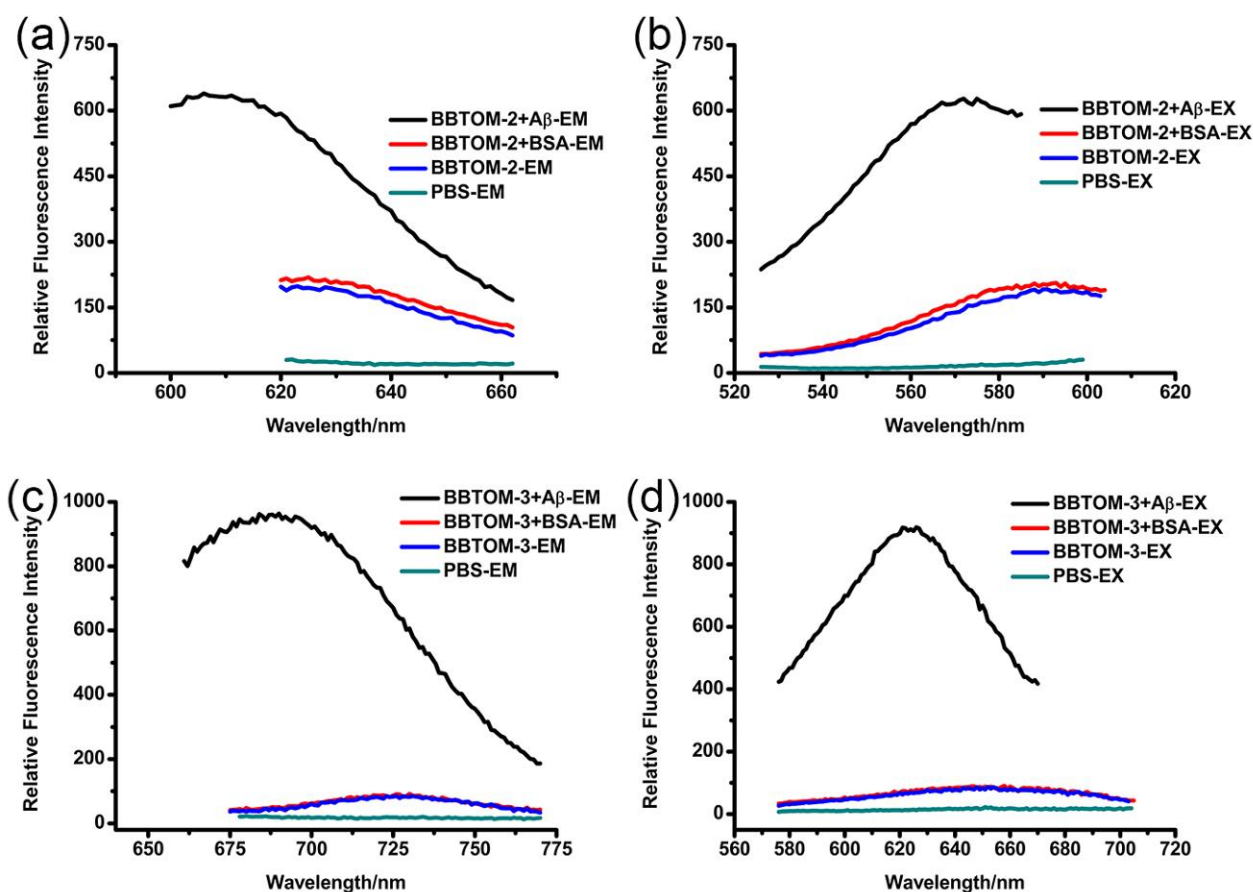 (a)
Relative Fluorescence Intensity
750
600
450
300
150
0
600 620 640 660
Wavelength/nm
BBTOM-2+Aβ-EM
BBTOM-2+BSA-EM
BBTOM-2-EM
PBS-EM
(b)
Relative Fluorescence Intensity
750
600
450
300
150
0
520 540 560 580 600 620
Wavelength/nm
BBTOM-2+Aβ-EX
BBTOM-2+BSA-EX
BBTOM-2-EX
PBS-EX
(c)
Relative Fluorescence Intensity
1000
800
600
400
200
0
650 675 700 725 750 775
Wavelength/nm
BBTOM-3+Aβ-EM
BBTOM-3+BSA-EM
BBTOM-3-EM
PBS-EM
(d)
Relative Fluorescence Intensity
1000
800
600
400
200
0
560 580 600 620 640 660 680 700 720
Wavelength/nm
BBTOM-3+Aβ-EX
BBTOM-3+BSA-EX
BBTOM-3-EX
PBS-EX